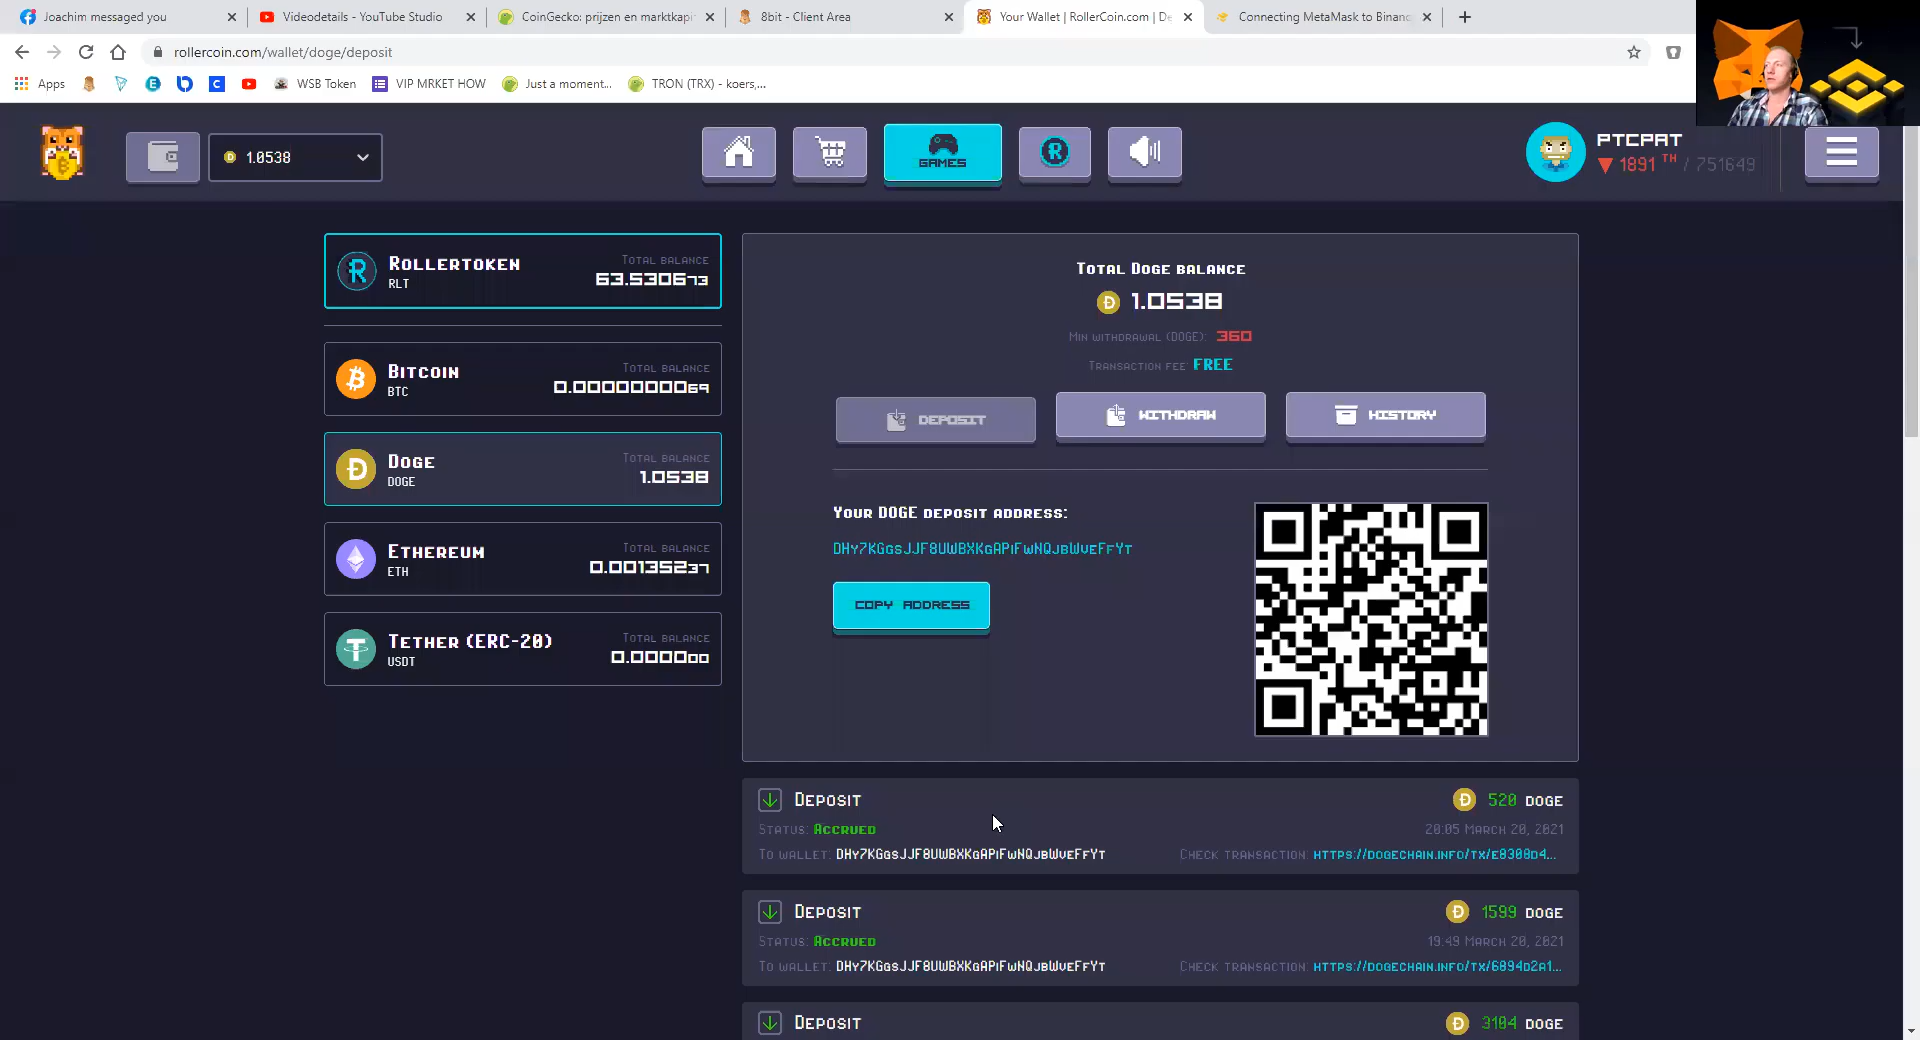 Joachim messaged you
Videodetails - YouTube Studio
CoinGecko: prijzen en marktkapi
8bit - Client Area
Your Wallet | RollerCoin.com | De
Connecting MetaMask to Binanc
rollercoin.com/wallet/doge/deposit
Apps
WSB Token
VIP MRKET HOW
Just a moment...
TRON (TRX) - koers,...
1.0538
GAMES
PTCPAT
1891 TH / 751649
Rollertoken
RLT
Total balance
63.530673
Bitcoin
BTC
Total balance
0.0000000069
Doge
DOGE
Total balance
1.0538
Ethereum
ETH
Total balance
0.00135237
Tether (ERC-20)
USDT
Total balance
0.000000
Total Doge balance
1.0538
Min withdrawal (DOGE): 360
Transaction fee: FREE
DEPOSIT
WITHDRAW
HISTORY
Your DOGE deposit address:
COPY ADDRESS
Deposit
520 DOGE
Status: Accrued
20:05 March 20, 2021
To wallet:
Check transaction: https://dogechain.info/tx/e8308d4...
Deposit
1599 DOGE
Status: Accrued
19:49 March 20, 2021
To wallet:
Check transaction: https://dogechain.info/tx/6894d2a1...
Deposit
3104 DOGE